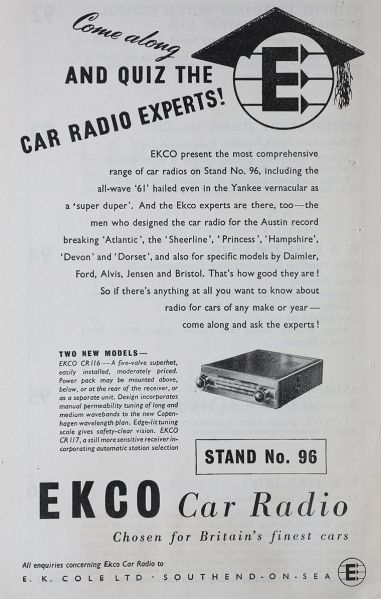 Come along
AND QUIZ THE
CAR RADIO EXPERTS!
E
EKCO present the most comprehensive
range of car radios on Stand No. 96, including the
all-wave '61' hailed even in the Yankee vernacular as
a 'super duper'. And the Ekco experts are there, too—the
men who designed the car radio for the Austin record
breaking 'Atlantic', the 'Sheerline', 'Princess', 'Hampshire',
'Devon' and 'Dorset', and also for specific models by Daimler,
Ford, Alvis, Jensen and Bristol. That's how good they are!
So if there's anything at all you want to know about
radio for cars of any make or year—
come along and ask the experts!
TWO NEW MODELS—
EKCO CR116—A five-valve superhet,
easily installed, moderately priced.
Power pack may be mounted above,
below, or at the rear of the receiver, or
as a separate unit. Design incorporates
manual permeability tuning of long and
medium wavebands to the new Copen-
hagen wavelength plan. Edge-lit tuning
scale gives safety-clear vision. EKCO
CR117, a still more sensitive receiver in-
corporating automatic station selection
STAND No. 96
EKCO Car Radio
Chosen for Britain's finest cars
All enquiries concerning Ekco Car Radio to
E. K. COLE LTD · SOUTHEND-ON-SEA
E